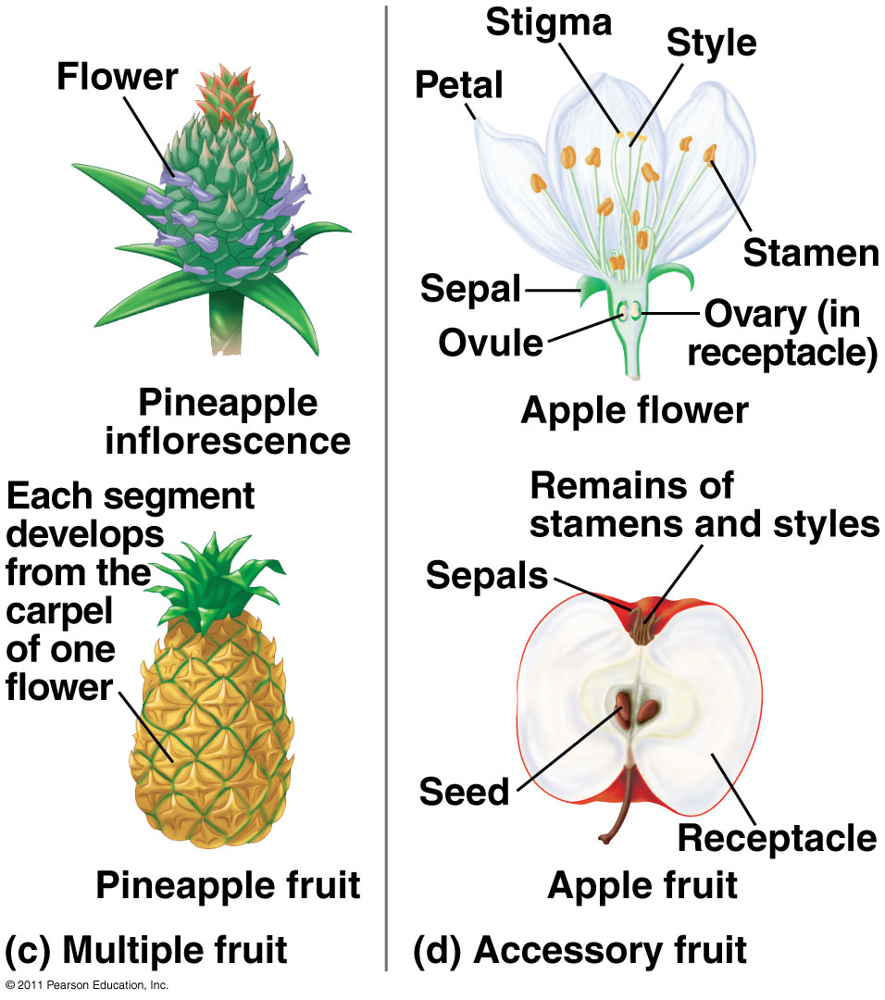 Flower
Pineapple
inflorescence
Each segment
develops
from the
carpel
of one
flower
Pineapple fruit
(c) Multiple fruit
Stigma
Style
Petal
Stamen
Sepal
Ovule
Ovary (in
receptacle)
Apple flower
Remains of
stamens and styles
Sepals
Seed
Receptacle
Apple fruit
(d) Accessory fruit
© 2011 Pearson Education, Inc.